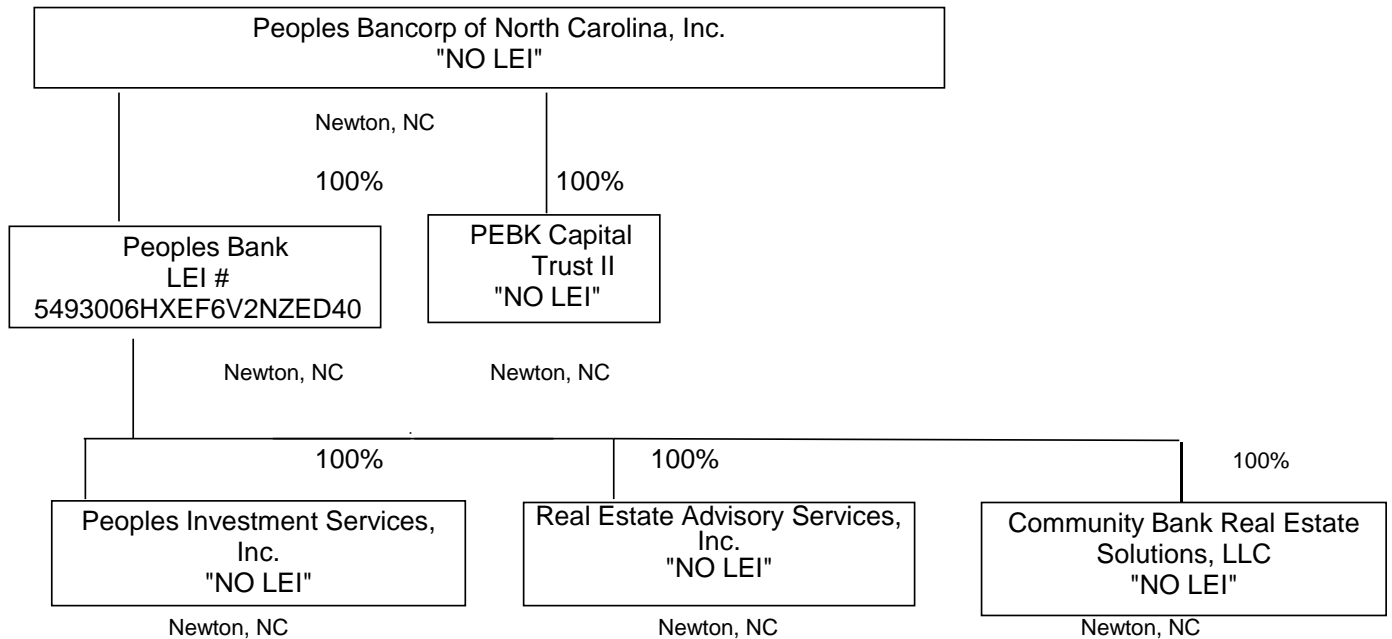 Peoples Bancorp of North Carolina, Inc.
"NO LEI"
Newton, NC
100%
100%
Peoples Bank
LEI #
5493006HXEF6V2NZED40
PEBK Capital
Trust II
"NO LEI"
Newton, NC
Newton, NC
100%
100%
100%
Peoples Investment Services,
Inc.
"NO LEI"
Real Estate Advisory Services,
Inc.
"NO LEI"
Community Bank Real Estate
Solutions, LLC
"NO LEI"
Newton, NC
Newton, NC
Newton, NC